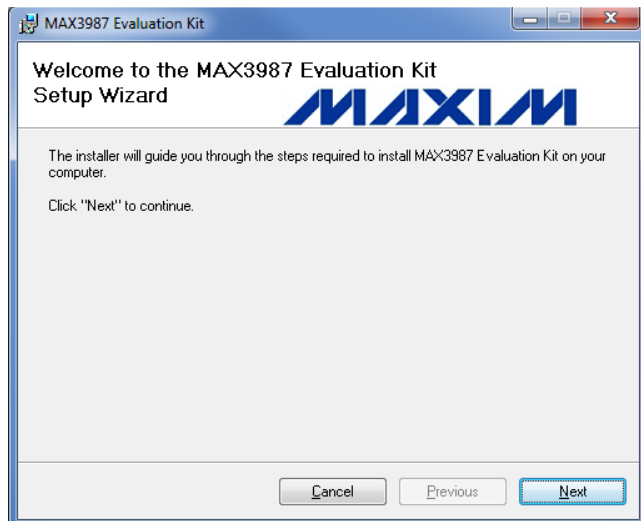 MAX3987 Evaluation Kit
Welcome to the MAX3987 Evaluation Kit
Setup Wizard
MAXIM
The installer will guide you through the steps required to install MAX3987 Evaluation Kit on your
computer.
Click "Next" to continue.
Cancel Previous Next